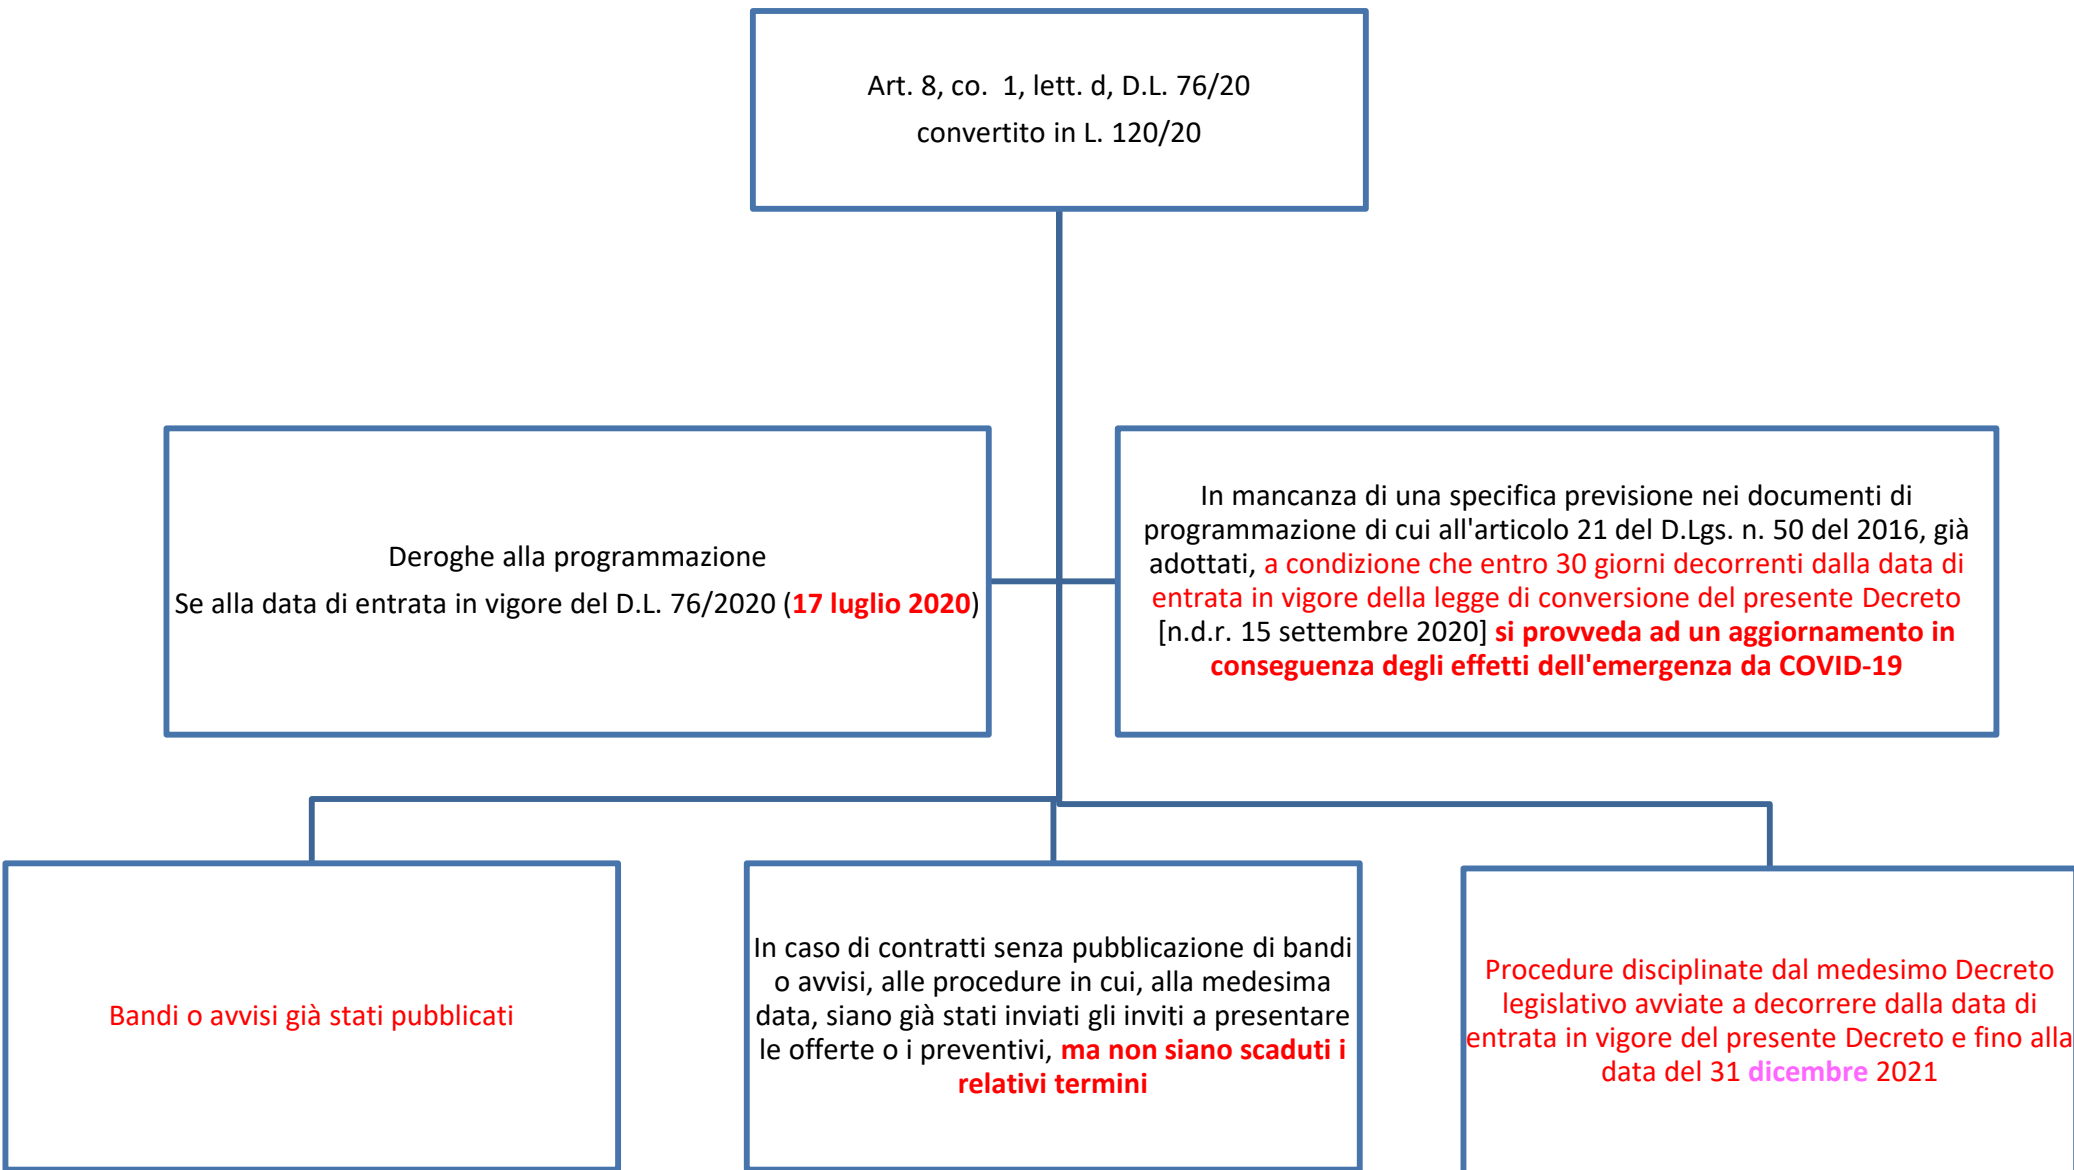 Art. 8, co. 1, lett. d, D.L. 76/20
convertito in L. 120/20
Deroghe alla programmazione
Se alla data di entrata in vigore del D.L. 76/2020 (17 luglio 2020)
In mancanza di una specifica previsione nei documenti di
programmazione di cui all'articolo 21 del D.Lgs. n. 50 del 2016, già
adottati, a condizione che entro 30 giorni decorrenti dalla data di
entrata in vigore della legge di conversione del presente Decreto
[n.d.r. 15 settembre 2020] si provveda ad un aggiornamento in
conseguenza degli effetti dell'emergenza da COVID-19
Bandi o avvisi già stati pubblicati
In caso di contratti senza pubblicazione di bandi
o avvisi, alle procedure in cui, alla medesima
data, siano già stati inviati gli inviti a presentare
le offerte o i preventivi, ma non siano scaduti i
relativi termini
Procedure disciplinate dal medesimo Decreto
legislativo avviate a decorrere dalla data di
entrata in vigore del presente Decreto e fino alla
data del 31 dicembre 2021